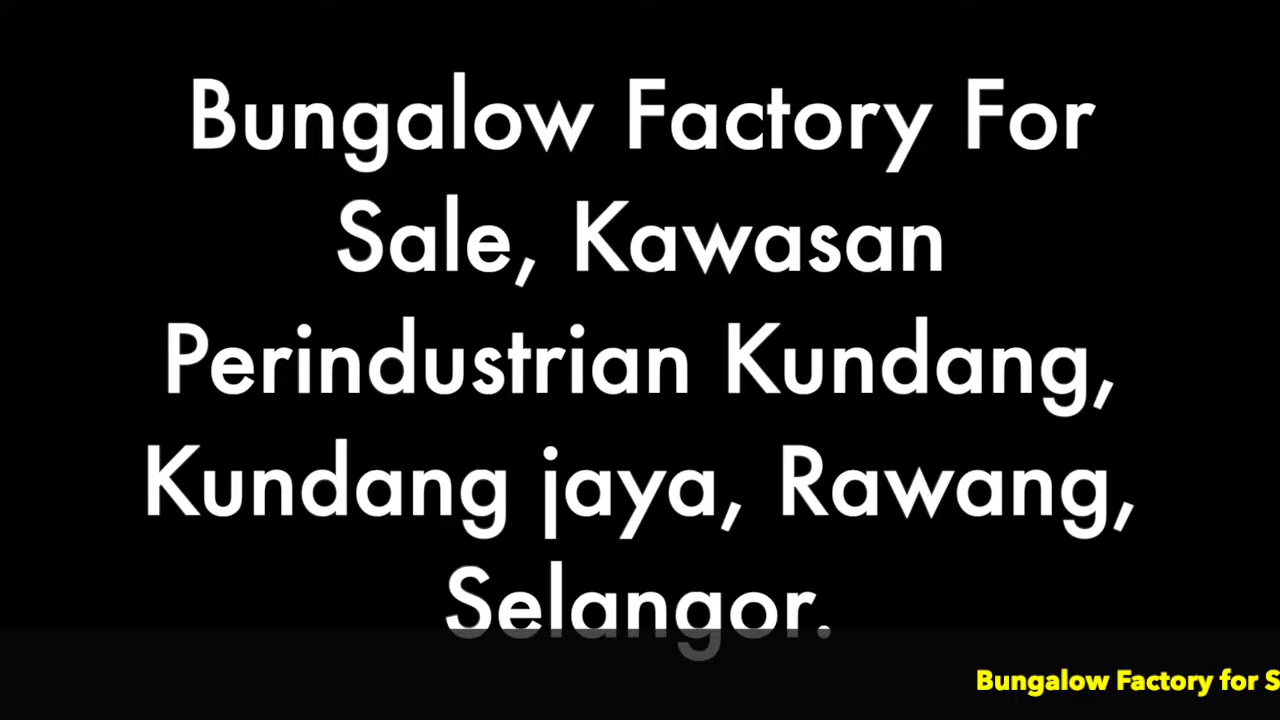 Bungalow Factory For
Sale, Kawasan
Perindustrian Kundang,
Kundang jaya, Rawang,
Selangor.
Bungalow Factory for S